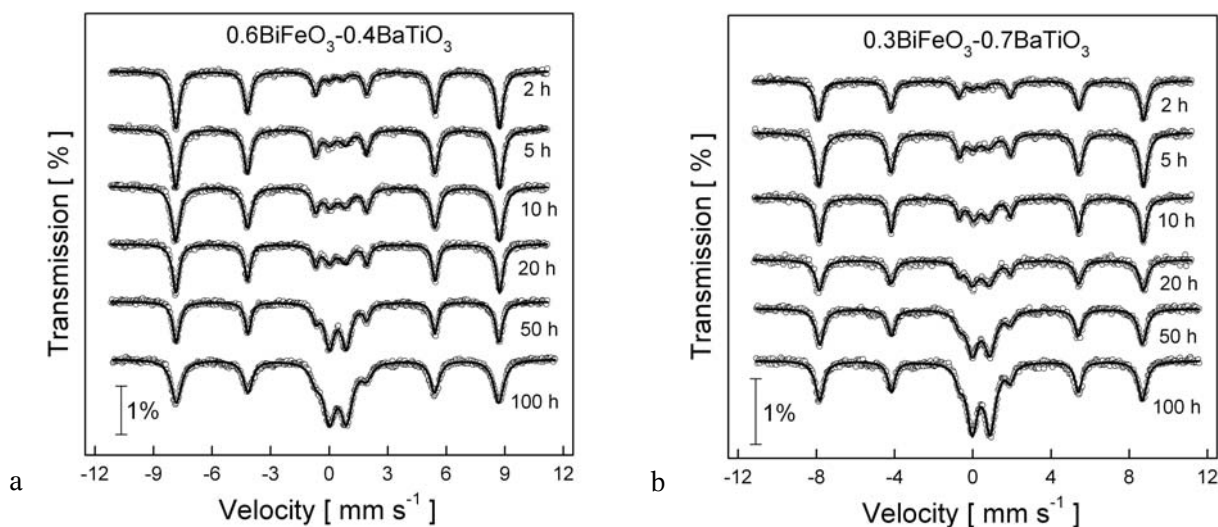 0.6BiFeO₃-0.4BaTiO₃
2 h
5 h
10 h
20 h
50 h
100 h
1%
Transmission [ % ]
-12 -9 -6 -3 0 3 6 9 12
Velocity [ mm s⁻¹ ]
a
0.3BiFeO₃-0.7BaTiO₃
2 h
5 h
10 h
20 h
50 h
100 h
1%
Transmission [ % ]
-12 -8 -4 0 4 8 12
Velocity [ mm s⁻¹ ]
b